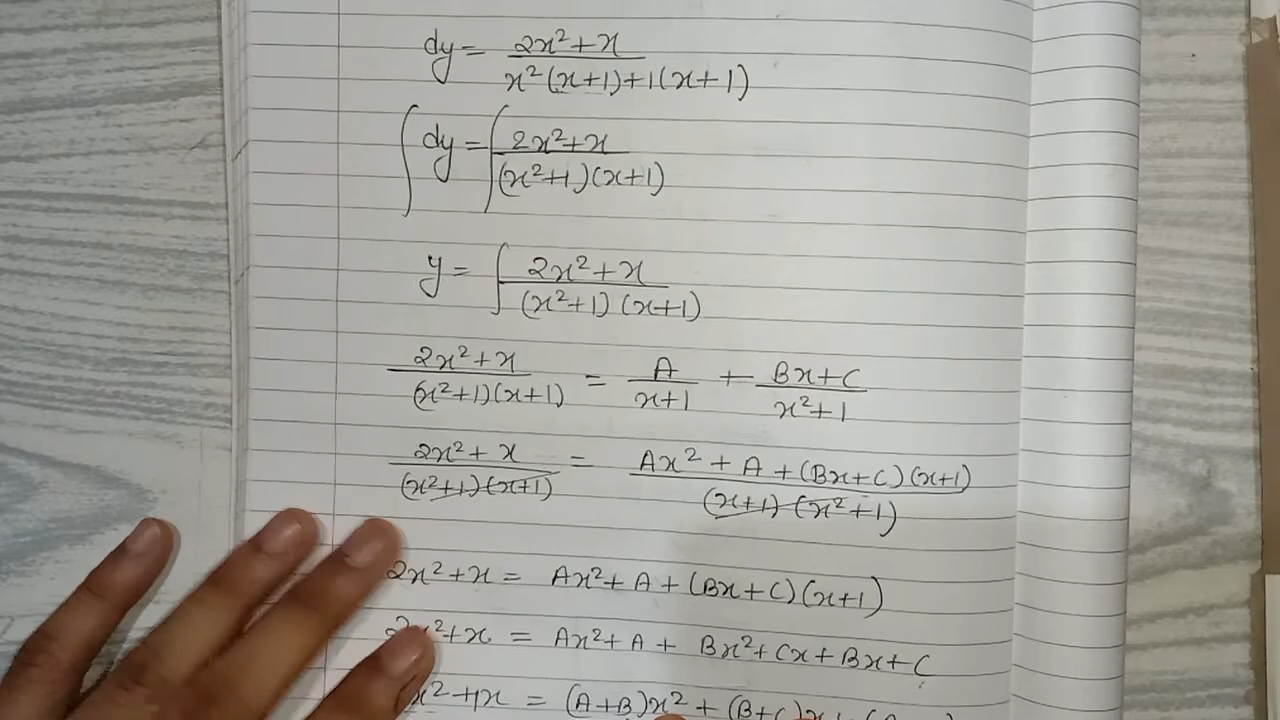 dy = 2x²+x / x²(x+1)+1(x+1)
∫dy = ∫ 2x²+x / (x²+1)(x+1)
y = ∫ 2x²+x / (x²+1)(x+1)
2x²+x / (x²+1)(x+1) = A / x+1 + Bx+C / x²+1
2x²+x / (x²+1)(x+1) = Ax²+A+(Bx+C)(x+1) / (x+1)(x²+1)
2x²+x = Ax²+A+(Bx+C)(x+1)
2x²+x = Ax²+A+Bx²+Cx+Bx+C
x²+x = (A+B)x²+(B+C)x+